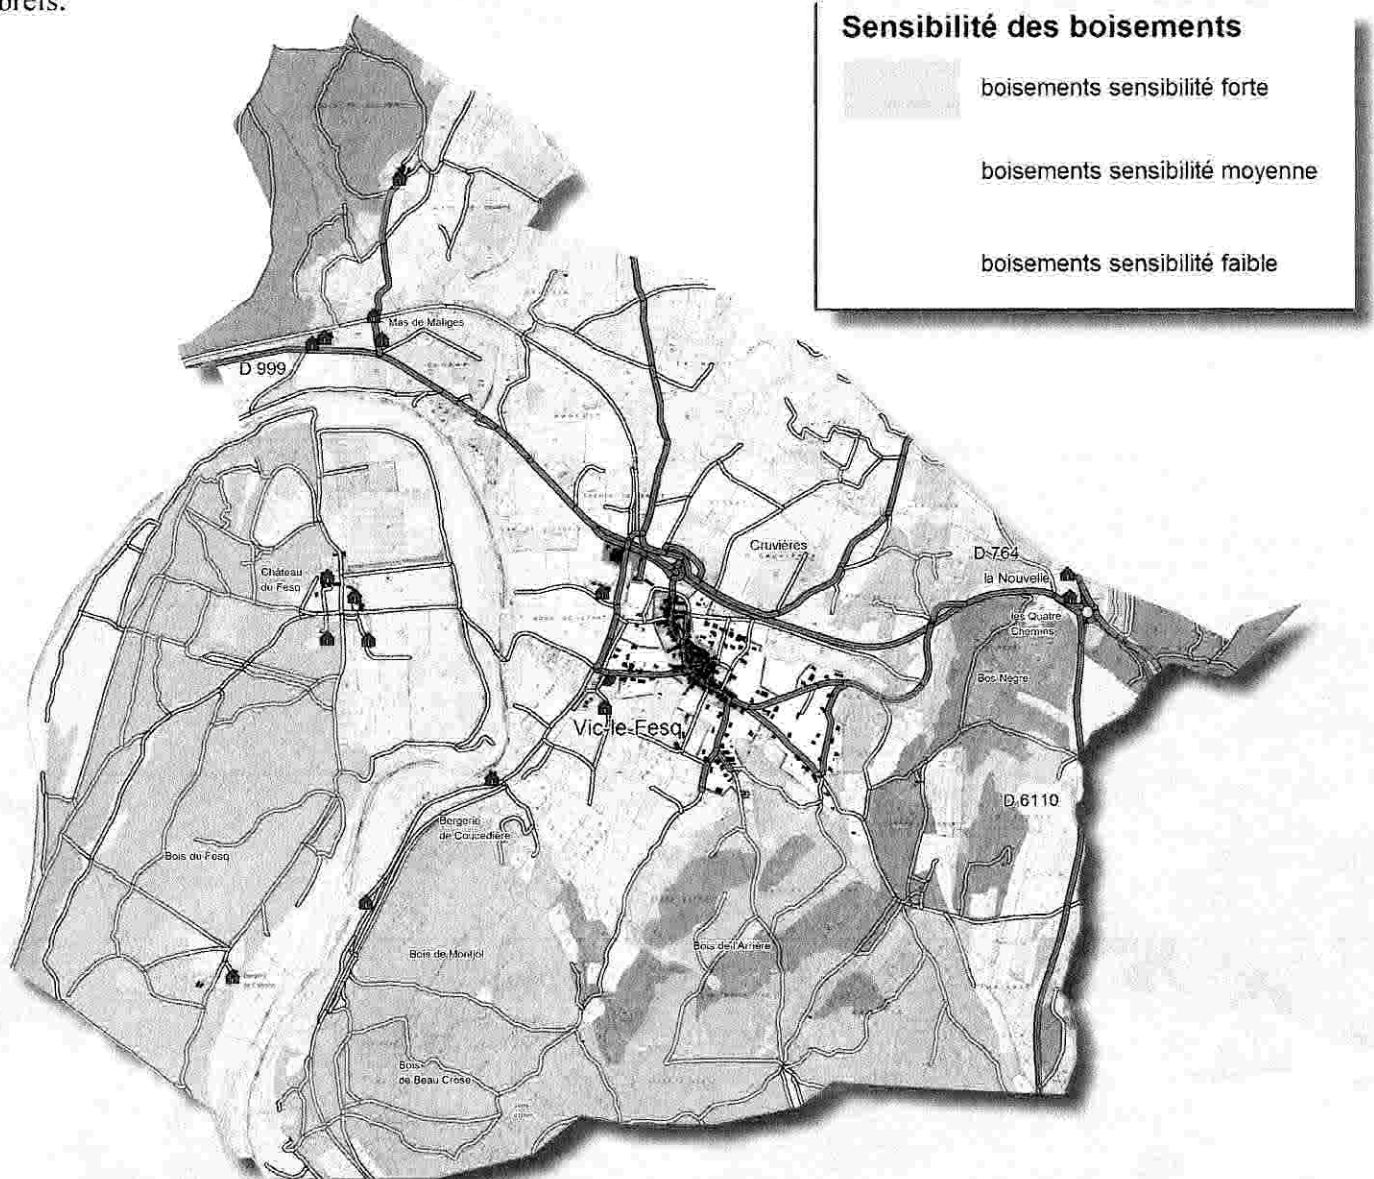 brefs.
Sensibilité des boisements
boisements sensibilité forte
boisements sensibilité moyenne
boisements sensibilité faible
Mas de Maliges
D 999
Cruvières
D 764
la Nouvelle
Château
du Fesq
les Quatre
Chemins
Bos Nègre
Vic-le-Fesq
D 6110
Bergerie
de Coucedière
Bois du Fesq
Bois de l'Arrière
Bois de Montjol
Bois
de Beau Crose